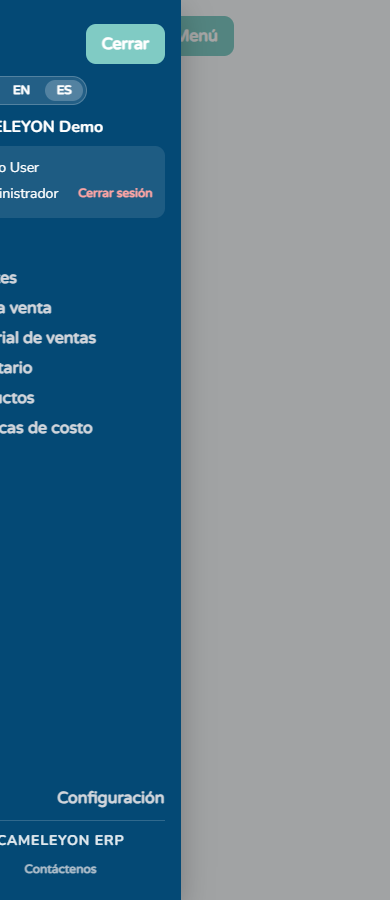 Cerrar
Menú
EN ES
ELEYON Demo
o User
inistrador Cerrar sesión
es
a venta
rial de ventas
tario
uctos
cas de costo
Configuración
CAMELEYON ERP
Contáctenos